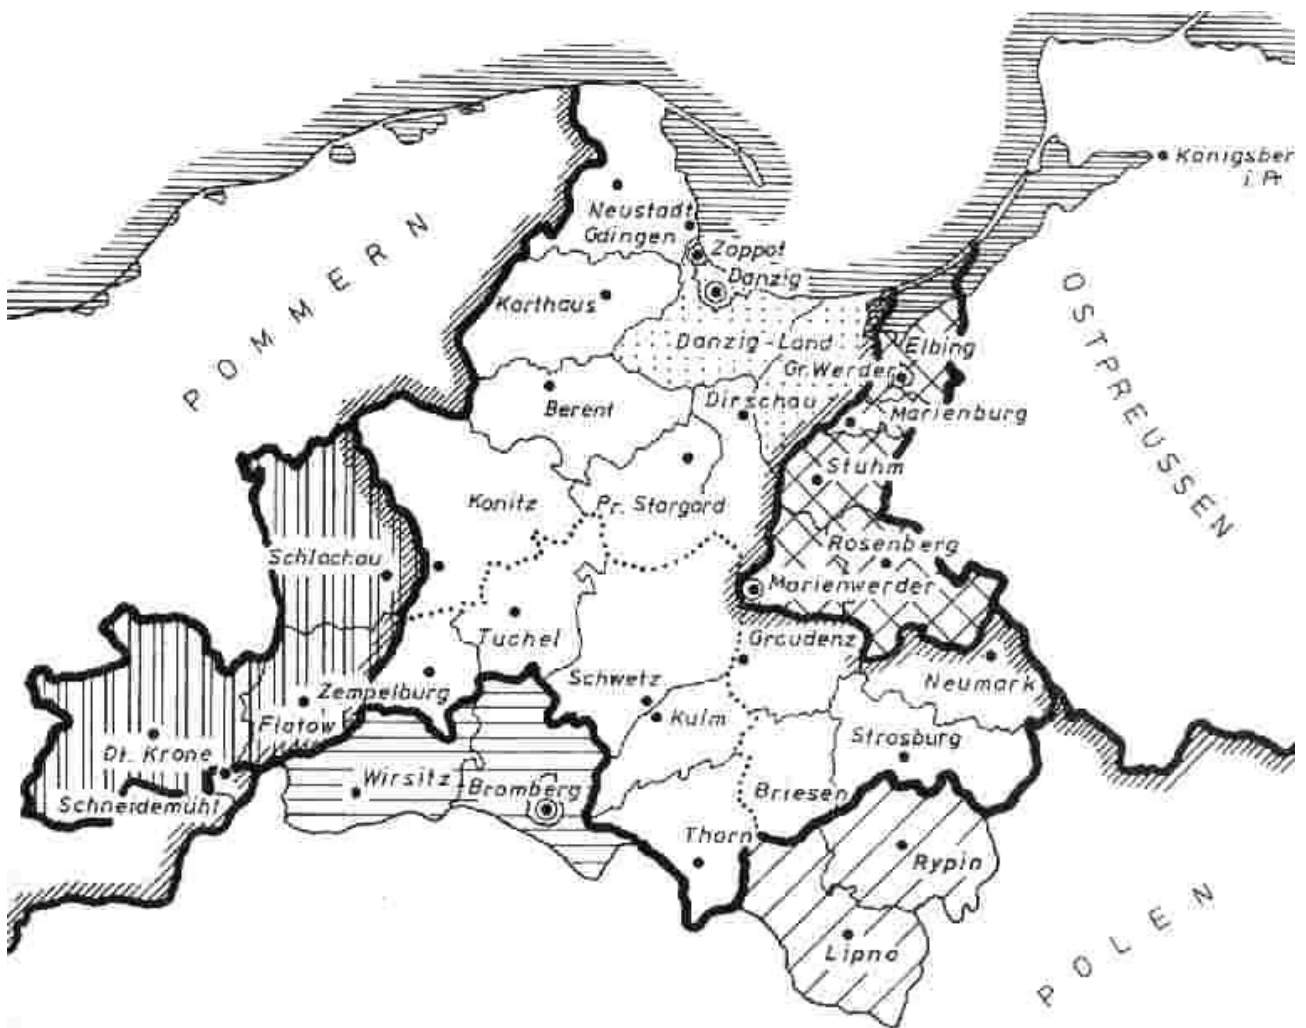 Königsber
i. Pr.
Neustadt
Gdingen
Zoppot
Danzig
POMMERN
OSTPREUSSEN
Karthaus
Danzig-Land
Elbing
Gr. Werder
Berent
Dirschau
Marienburg
Stuhm
Konitz
Pr. Stargard
Rosenberg
Schlochau
Marienwerder
Tuchel
Graudenz
Zempelburg
Schwetz
Neumark
Flatow
Kulm
Dt. Krone
Strasburg
Schneidemühl
Wirsitz
Bromberg
Briesen
Thorn
Rypin
Lipno
POLEN